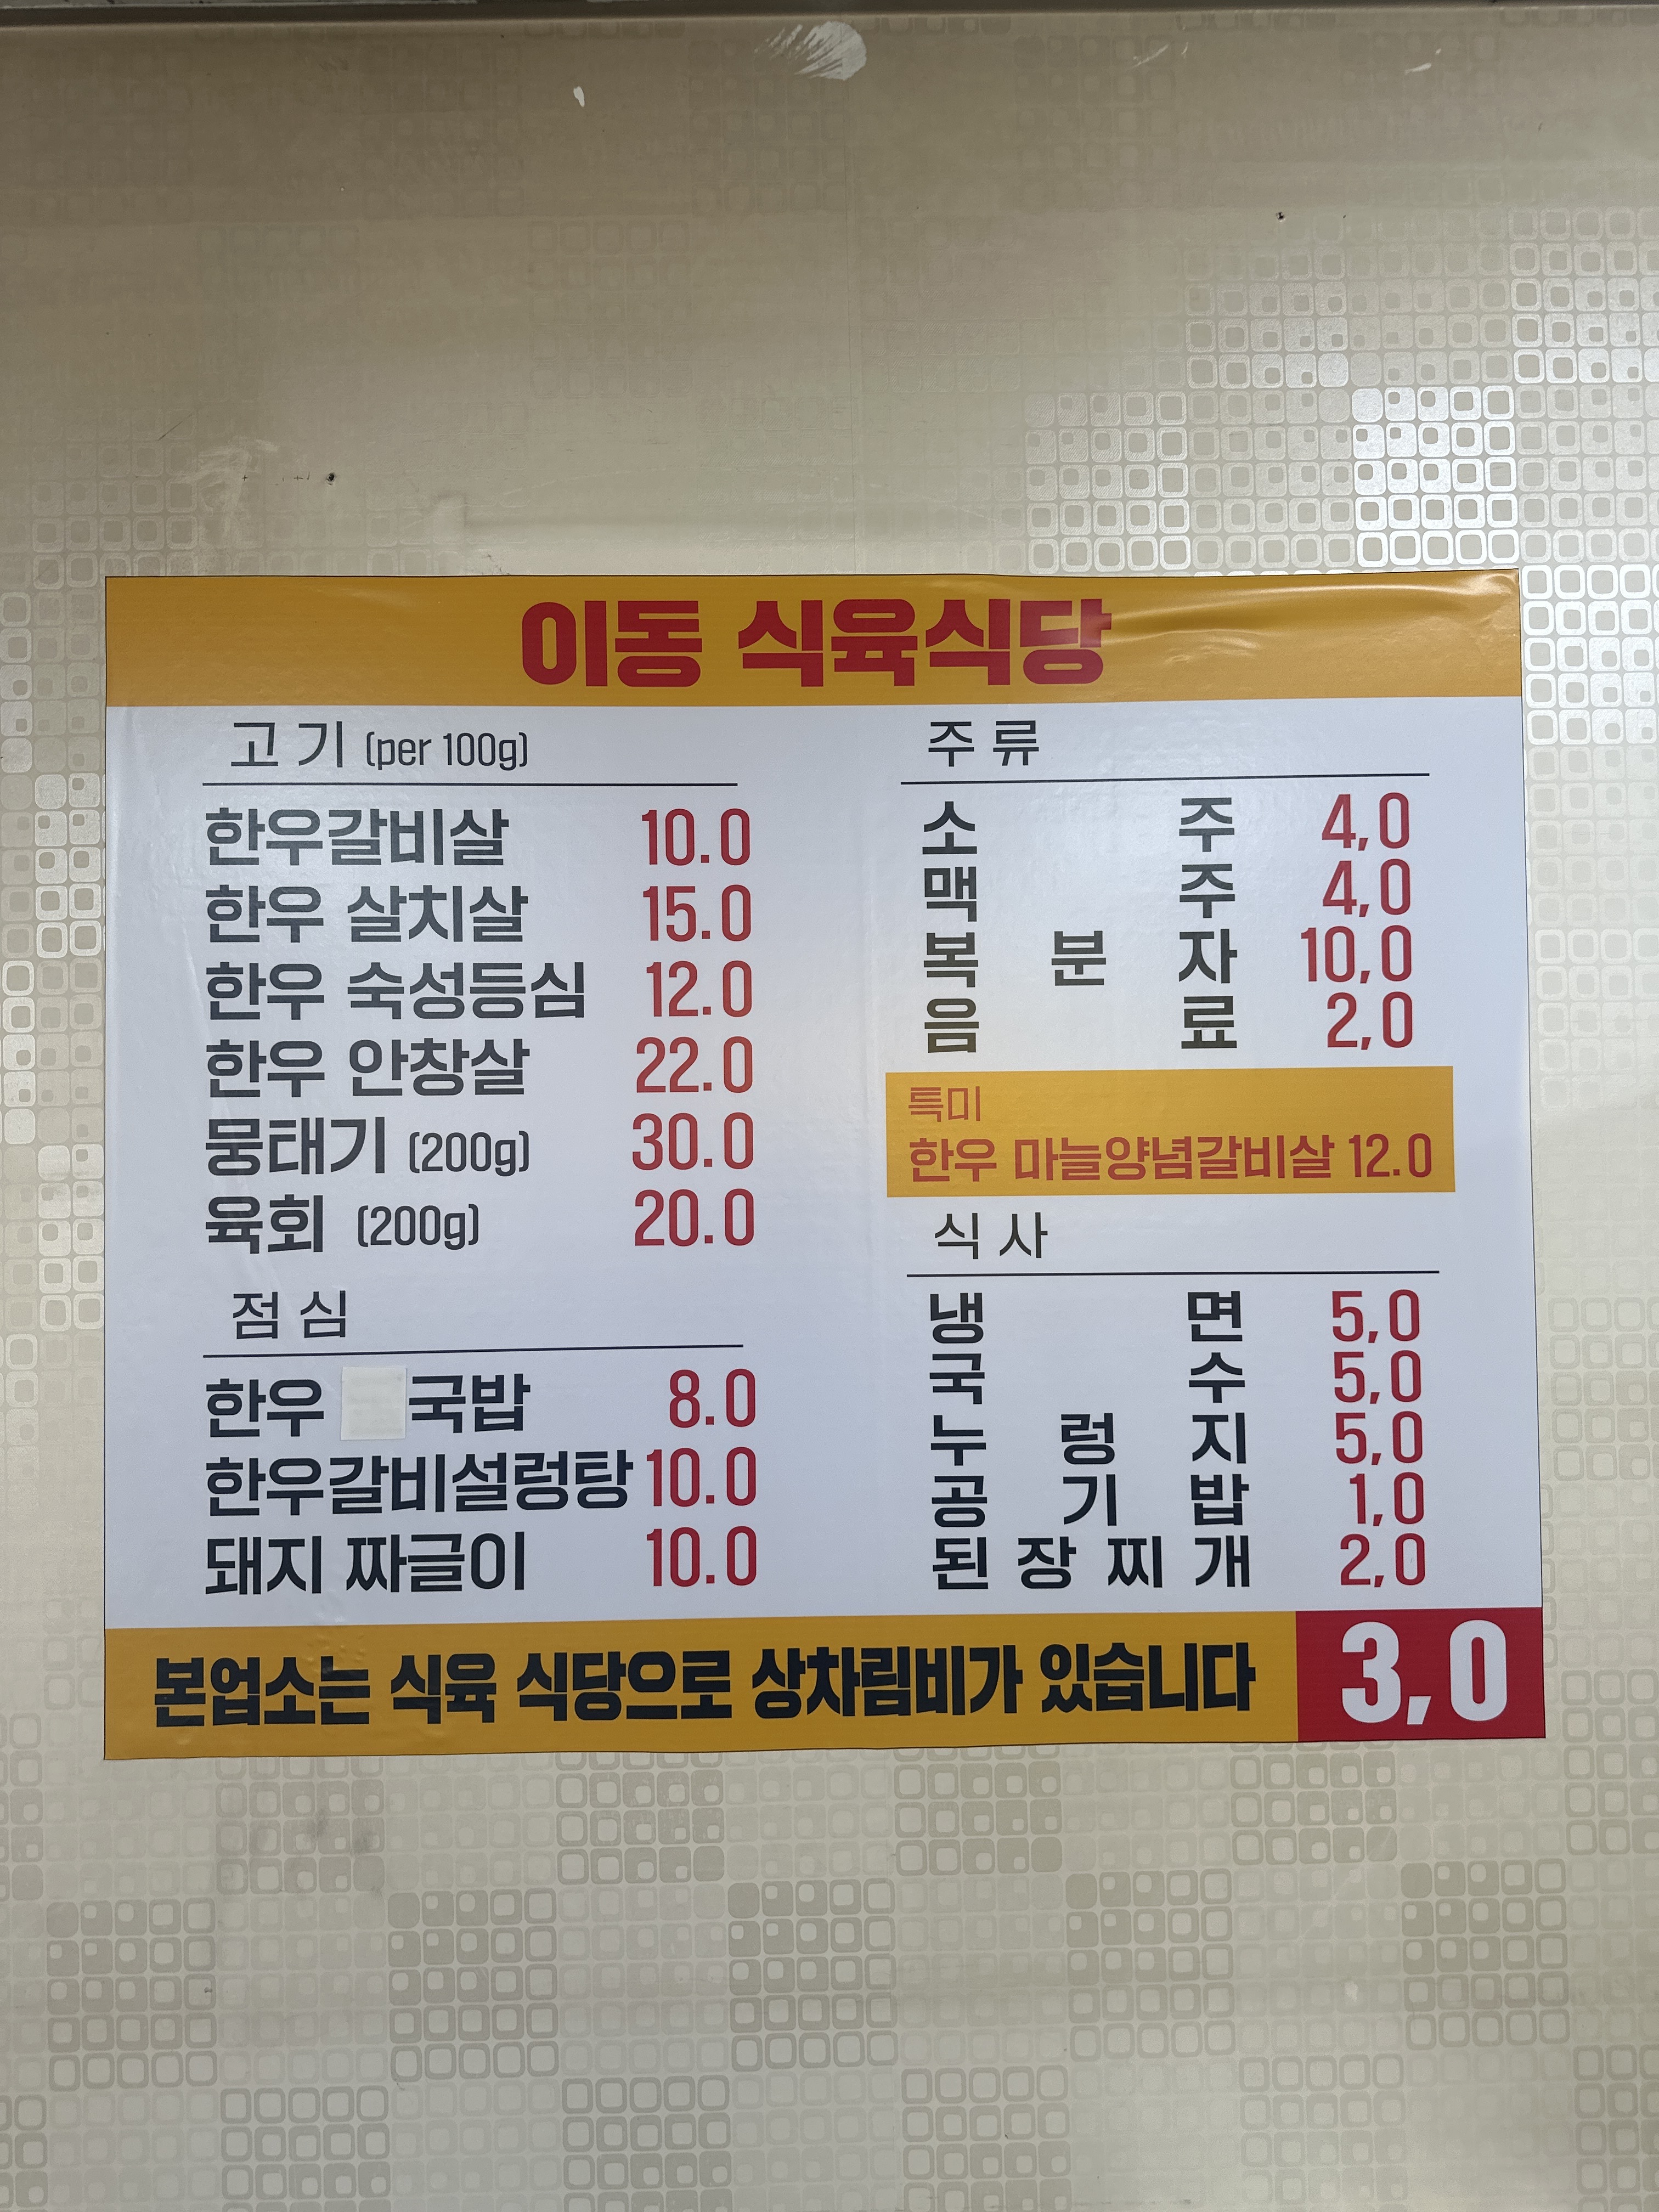 이동 식육식당
고기 (per 100g)
한우갈비살 10.0
한우 살치살 15.0
한우 숙성등심 12.0
한우 안창살 22.0
뭉태기 (200g) 30.0
육회 (200g) 20.0
점심
한우 국밥 8.0
한우갈비설렁탕 10.0
돼지 짜글이 10.0
주류
소주 4,0
맥주 4,0
복분자 10,0
음료 2,0
특미
한우 마늘양념갈비살 12.0
식사
냉면 5,0
국수 5,0
누렁지 5,0
공기밥 1,0
된장찌개 2,0
본업소는 식육 식당으로 상차림비가 있습니다 3,0